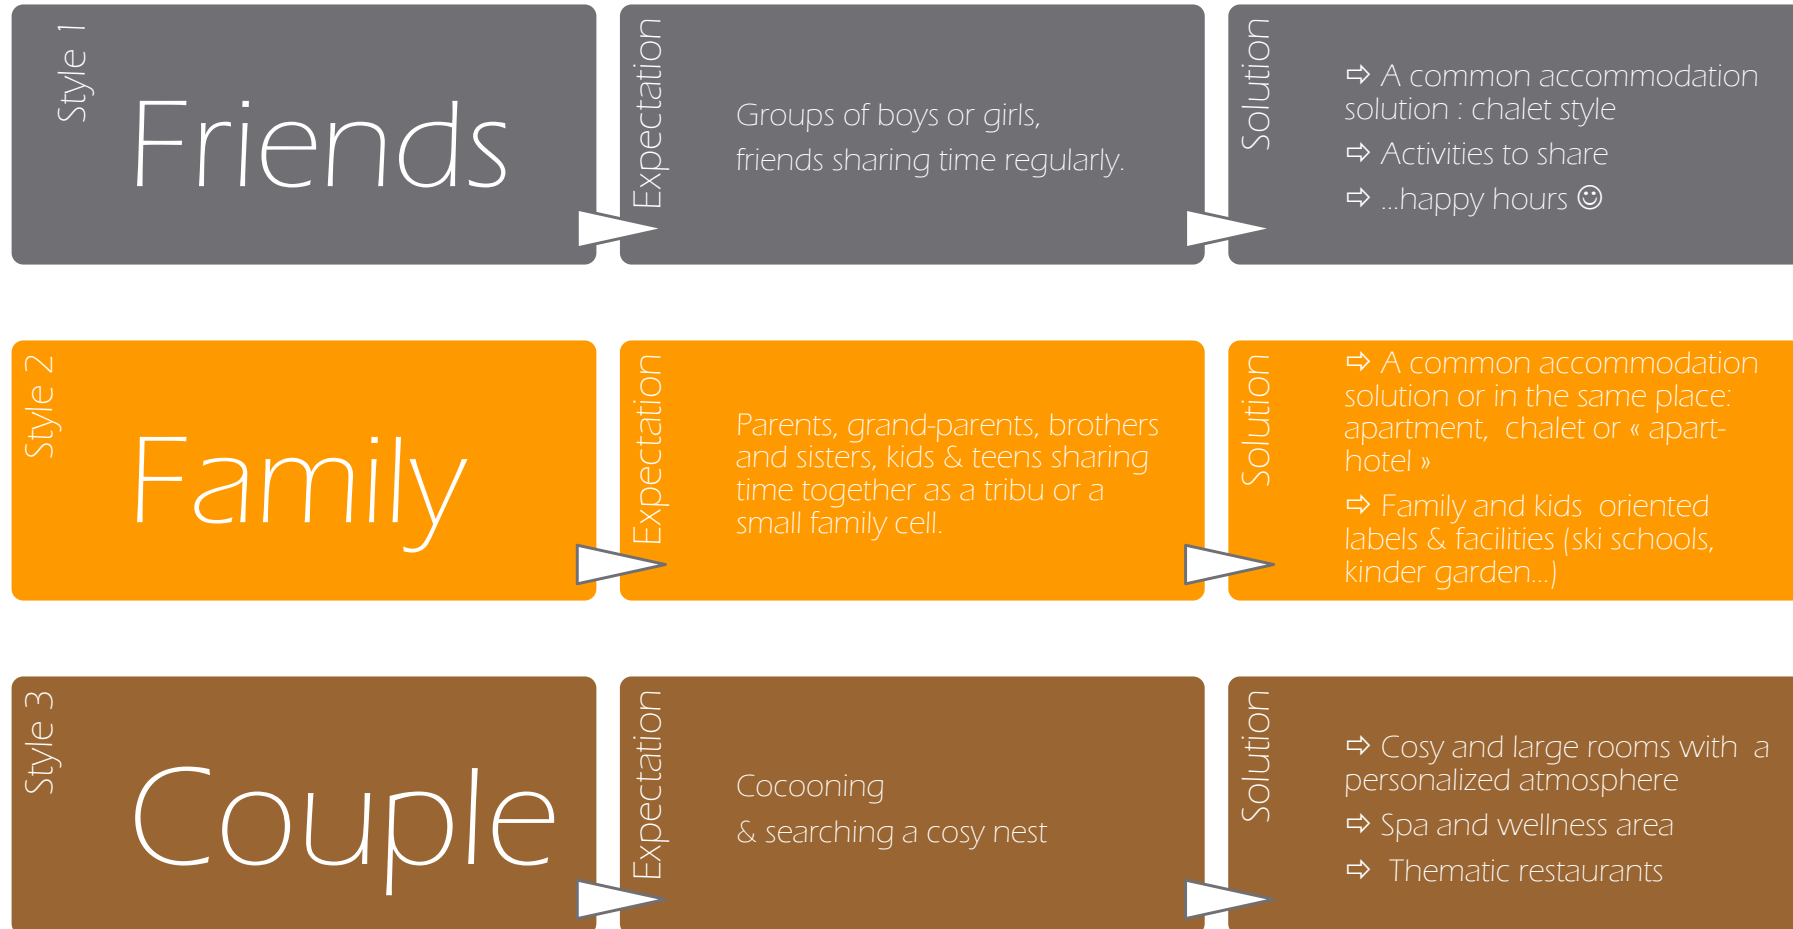 Style 1
Friends
Expectation
Groups of boys or girls,
friends sharing time regularly.
Solution
⇨ A common accommodation
solution : chalet style
⇨ Activities to share
⇨ ...happy hours ☺
Style 2
Family
Expectation
Parents, grand-parents, brothers
and sisters, kids & teens sharing
time together as a tribu or a
small family cell.
Solution
⇨ A common accommodation
solution or in the same place:
apartment, chalet or « apart-
hotel »
⇨ Family and kids oriented
labels & facilities (ski schools,
kinder garden...)
Style 3
Couple
Expectation
Cocooning
& searching a cosy nest
Solution
⇨ Cosy and large rooms with a
personalized atmosphere
⇨ Spa and wellness area
⇨ Thematic restaurants